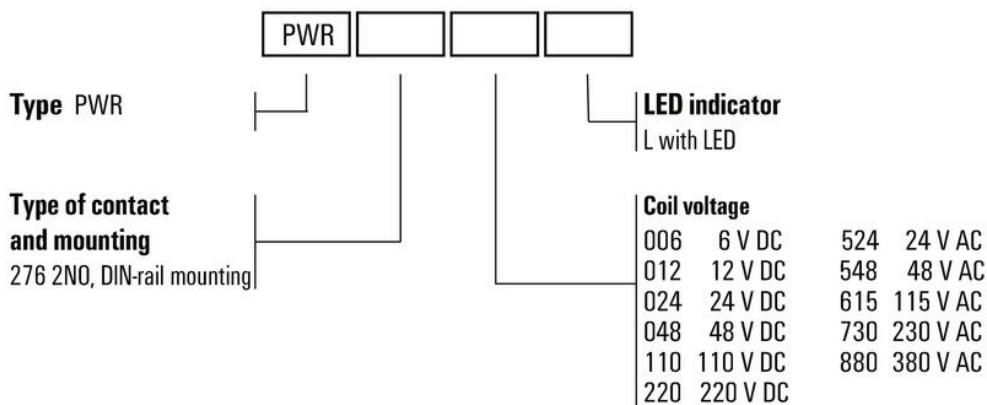 PWR
Type PWR
LED indicator
L with LED
Type of contact
and mounting
276 2NO, DIN-rail mounting
Coil voltage
006 6 V DC 524 24 V AC
012 12 V DC 548 48 V AC
024 24 V DC 615 115 V AC
048 48 V DC 730 230 V AC
110 110 V DC 880 380 V AC
220 220 V DC